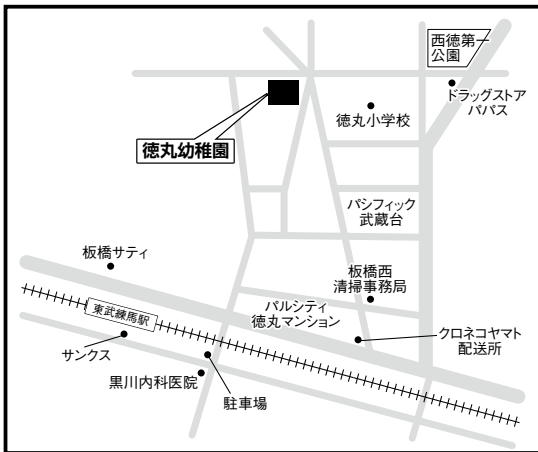 西徳第一
公園
ドラッグストア
パパス
徳丸小学校
徳丸幼稚園
パシフィック
武蔵台
板橋サティ
板橋西
清掃事務局
パルシティ
徳丸マンション
東武練馬駅
クロネコヤマト
配送所
サンクス
黒川内科医院
駐車場